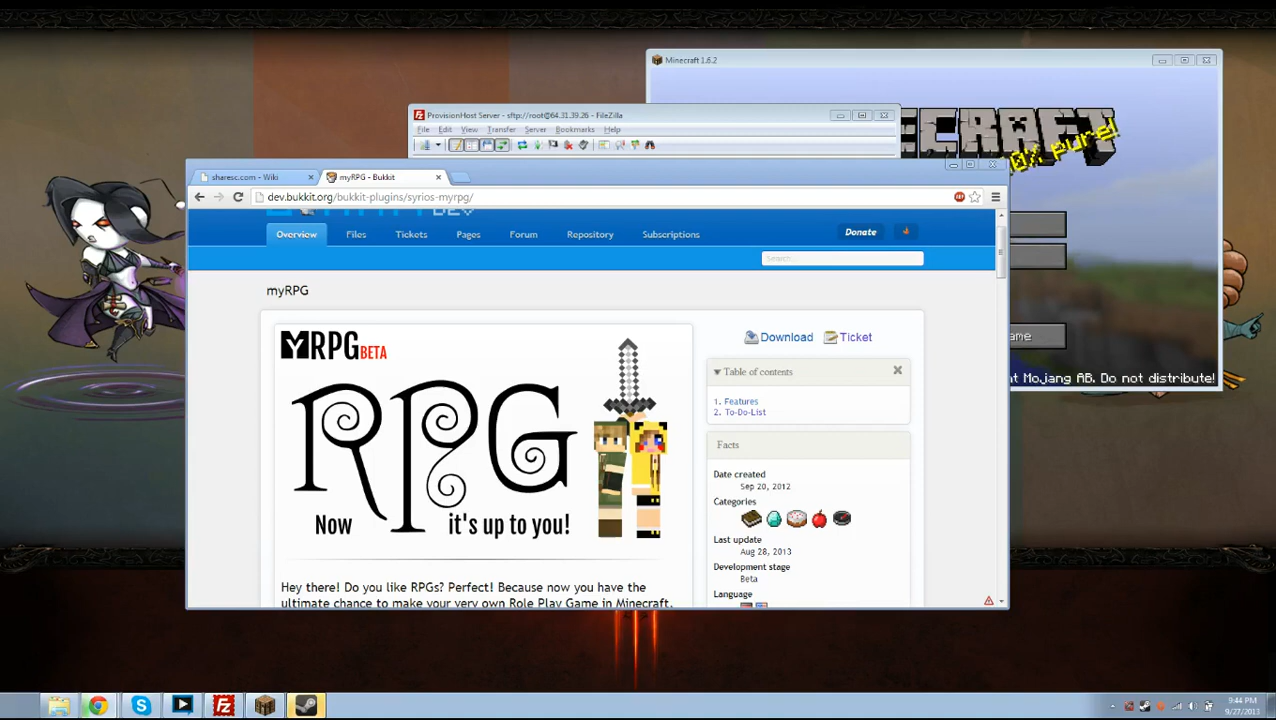 Minecraft 1.6.2
ProvisionHost Server - sftp://root@64.31.39.26 - FileZilla
File Edit View Transfer Server Bookmarks Help
sharesc.com - Wiki
myRPG - Bukkit
dev.bukkit.org/bukkit-plugins/syrios-myrpg/
Overview Files Tickets Pages Forum Repository Subscriptions Donate
Search...
myRPG
Download Ticket
YRPG BETA
RPG
Now it's up to you!
Table of contents
1. Features
2. To-Do-List
Facts
Date created
Sep 20, 2012
Categories
Last update
Aug 28, 2013
Development stage
Beta
Language
Hey there! Do you like RPGs? Perfect! Because now you have the
ultimate chance to make your very own Role Play Game in Minecraft.
ECRAFT
0% pure!
ame
t Mojang AB. Do not distribute!
9:44 PM
9/27/2013